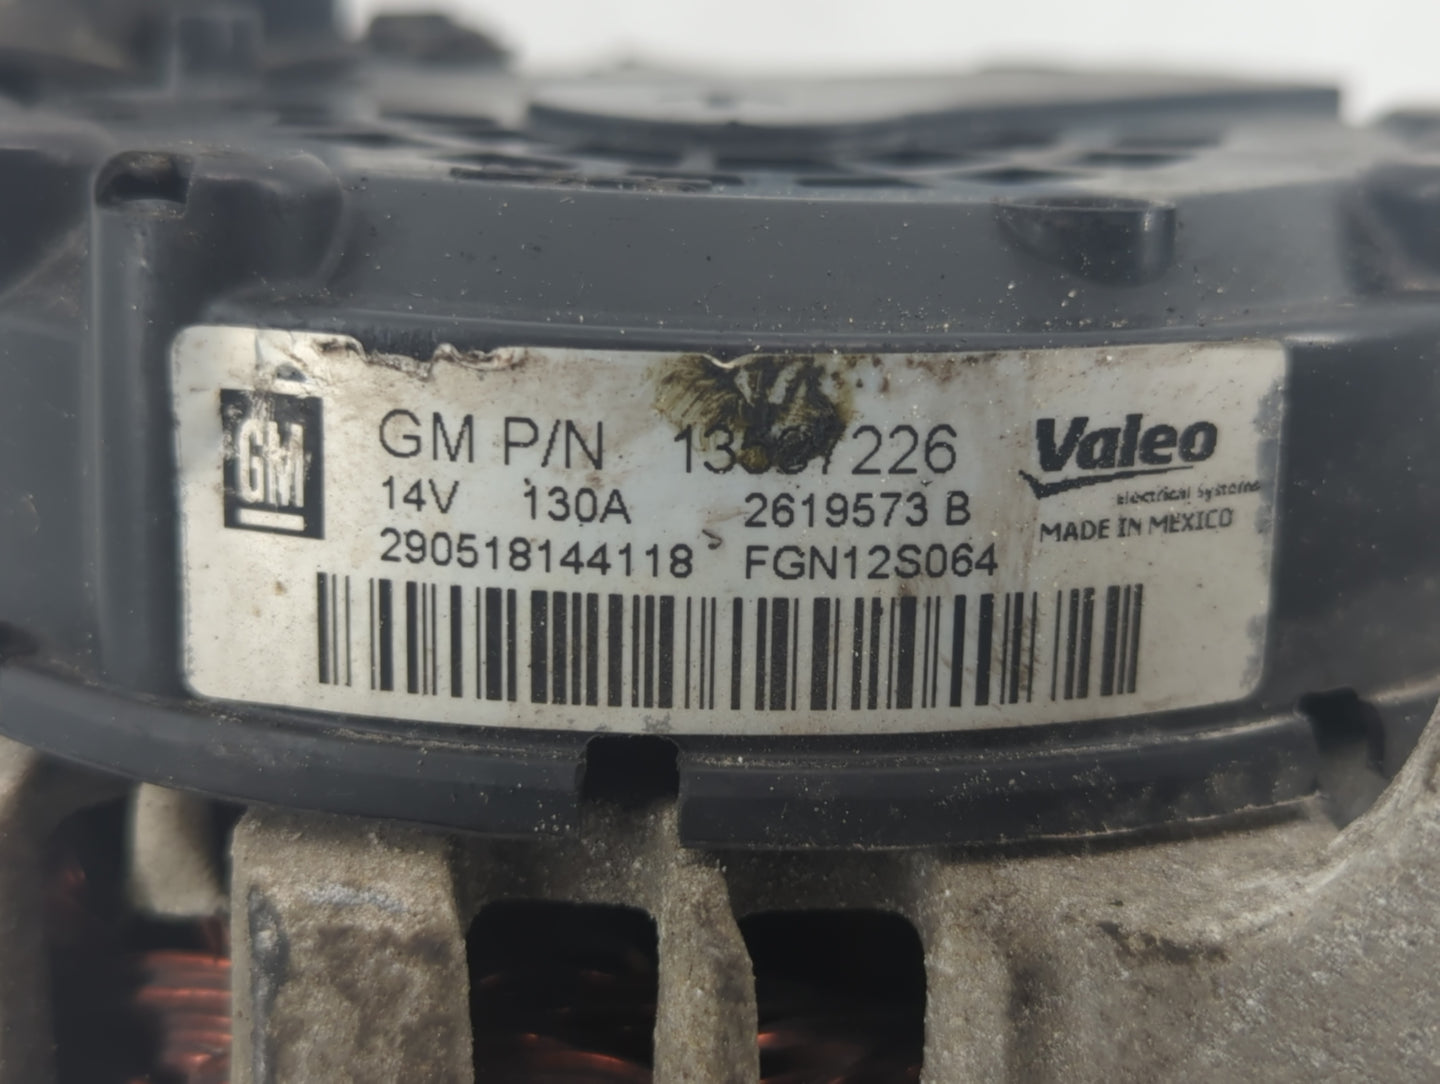 GM
GM P/N
14V 130A 2619573 B
290518144118 FGN12S064
Valeo
Electrical Systems
MADE IN MEXICO